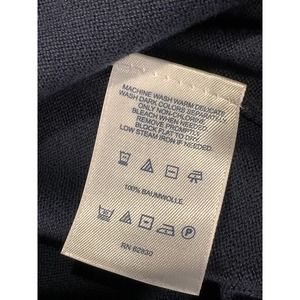 MACHINE WASH WARM DELICATE.
WASH DARK COLORS SEPARATELY.
ONLY NON-CHLORINE
BLEACH WHEN NEEDED.
REMOVE PROMPTLY.
BLOCK FLAT TO DRY.
LOW STEAM IRON IF NEEDED.
100% BAUMWOLLE.
RN 62930